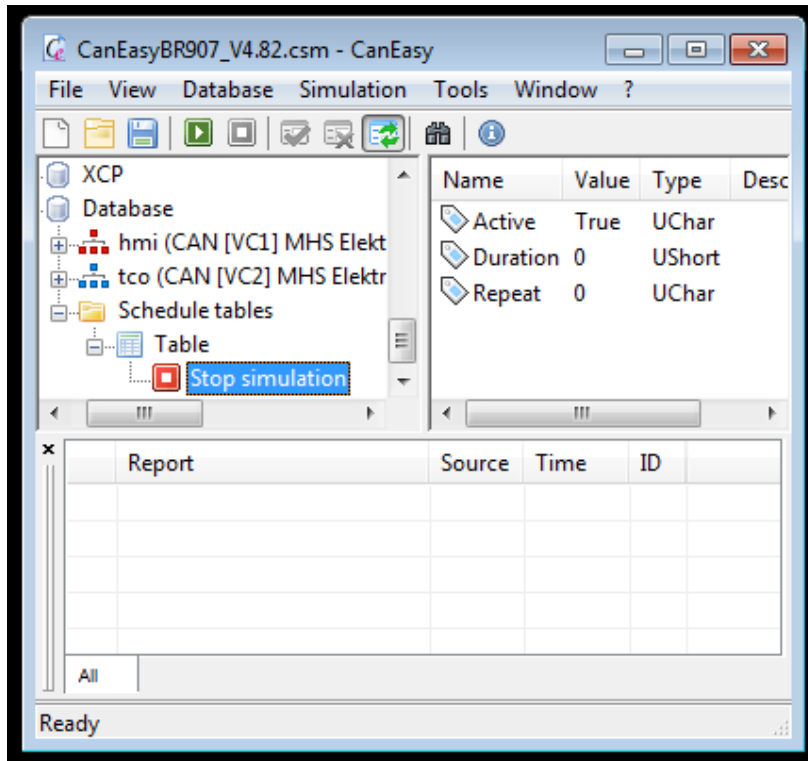 CanEasyBR907_V4.82.csm - CanEasy
File View Database Simulation Tools Window ?
XCP
Database
hmi (CAN [VC1] MHS Elekt
tco (CAN [VC2] MHS Elektr
Schedule tables
Table
Stop simulation
Name Value Type Desc
Active True UChar
Duration 0 UShort
Repeat 0 UChar
Report Source Time ID
All
Ready